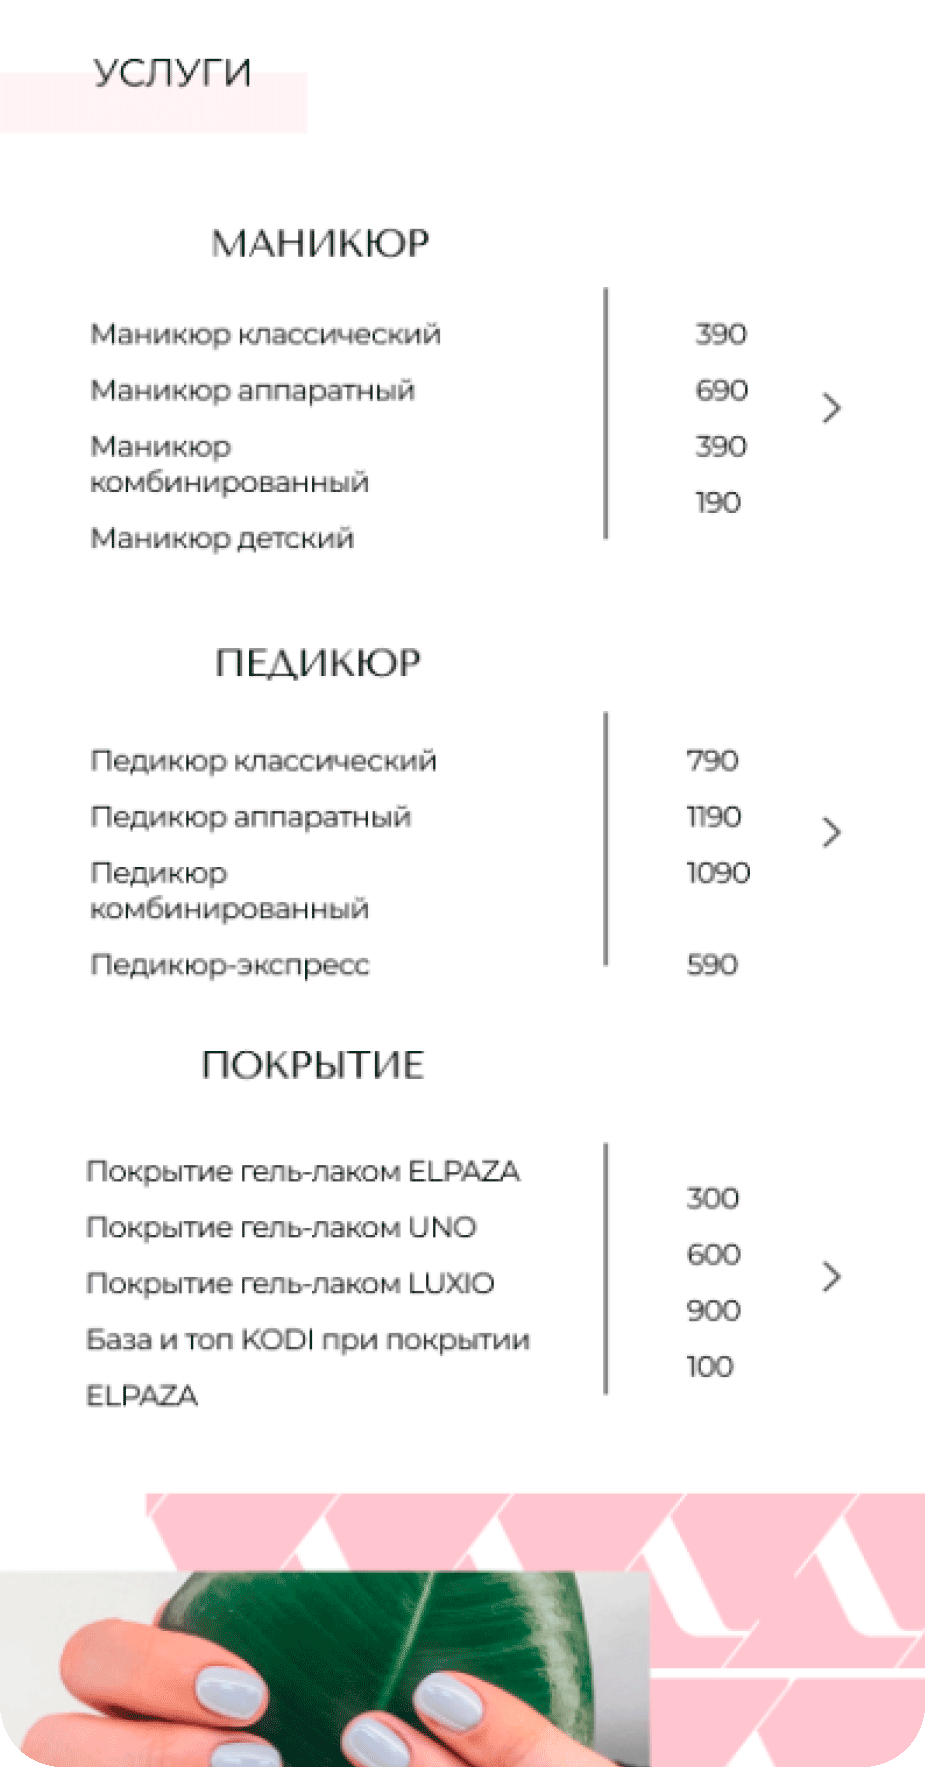 УСЛУГИ
МАНИКЮР
Маникюр классический 390
Маникюр аппаратный 690
Маникюр 390
комбинированный
190
Маникюр детский
ПЕДИКЮР
Педикюр классический 790
Педикюр аппаратный 1190
Педикюр 1090
комбинированный
Педикюр-экспресс 590
ПОКРЫТИЕ
Покрытие гель-лаком ELPAZA
300
Покрытие гель-лаком UNO
600
Покрытие гель-лаком LUXIO
900
База и топ KODI при покрытии
100
ELPAZA